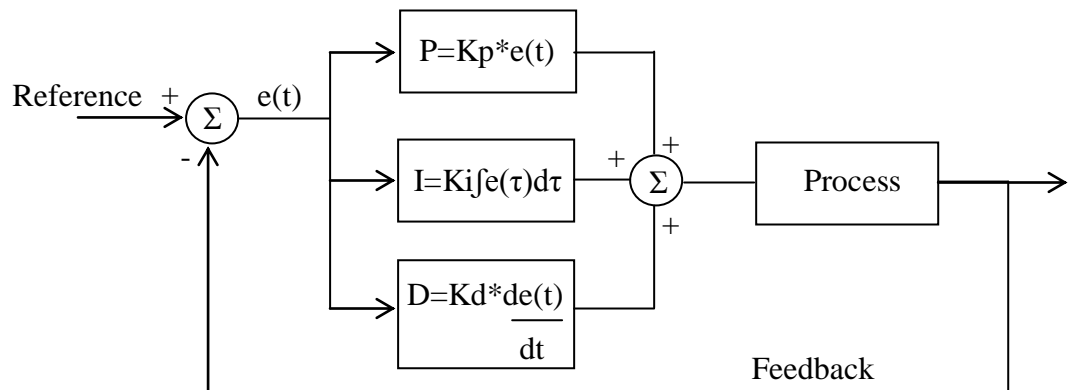 P=Kp*e(t)
Reference
+
Σ
e(t)
-
I=Ki∫e(τ)dτ
+
+
Σ
+
Process
D=Kd*de(t)
dt
Feedback